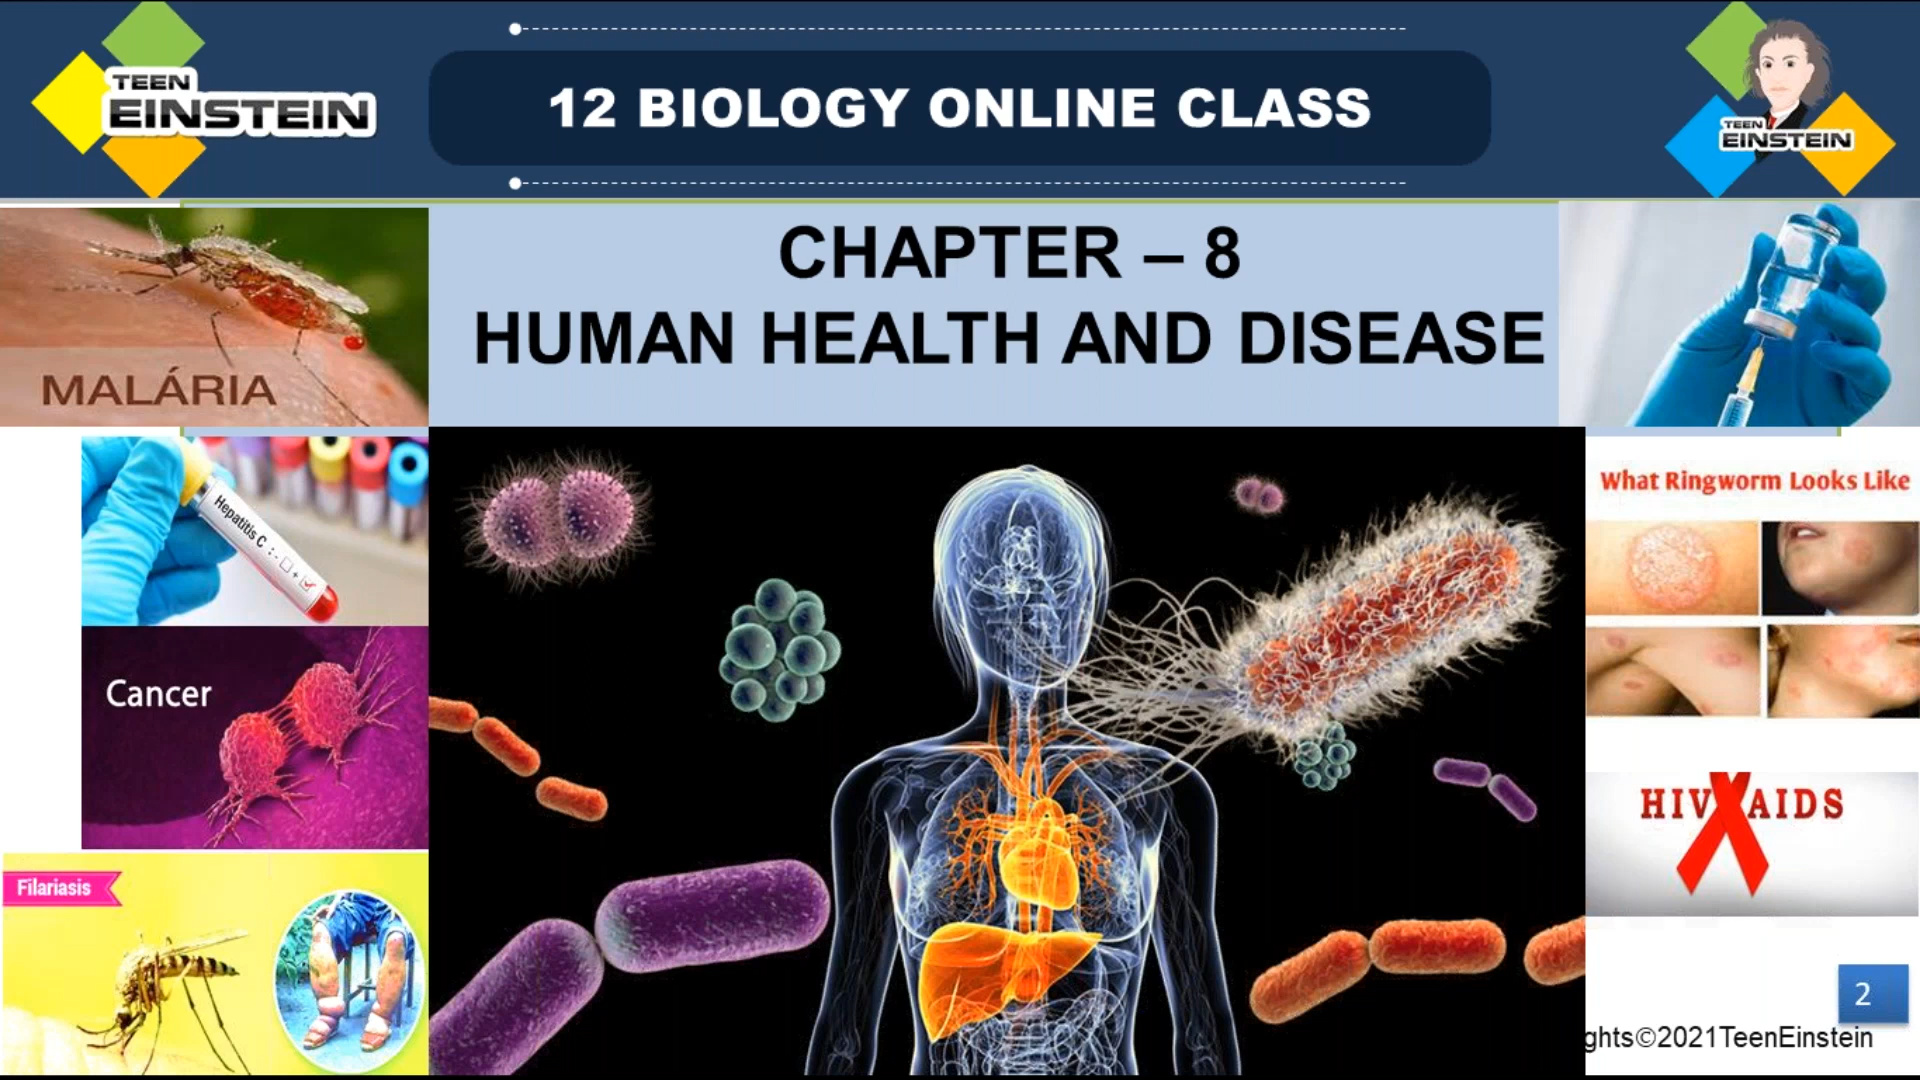 TEEN
EINSTEIN
12 BIOLOGY ONLINE CLASS
TEEN
EINSTEIN
CHAPTER – 8
HUMAN HEALTH AND DISEASE
MALÁRIA
Hepatitis C : - +
What Ringworm Looks Like
Cancer
HIV AIDS
Filariasis
2
ghts©2021TeenEinstein